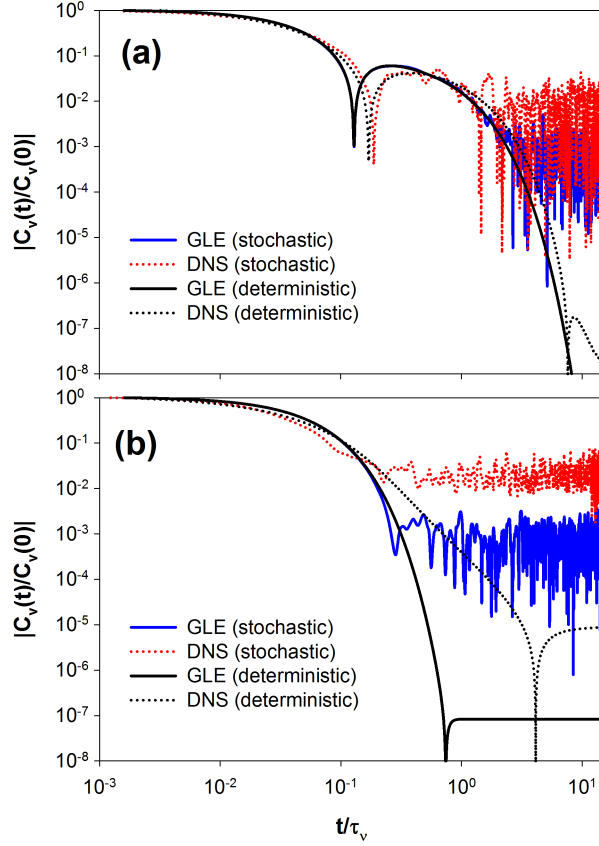 (a)
|C_v(t)/C_v(0)|
10^0
10^-1
10^-2
10^-3
10^-4
10^-5
10^-6
10^-7
10^-8
GLE (stochastic)
DNS (stochastic)
GLE (deterministic)
DNS (deterministic)
(b)
|C_v(t)/C_v(0)|
10^0
10^-1
10^-2
10^-3
10^-4
10^-5
10^-6
10^-7
10^-8
GLE (stochastic)
DNS (stochastic)
GLE (deterministic)
DNS (deterministic)
10^-3 10^-2 10^-1 10^0 10^1
t/τ_ν